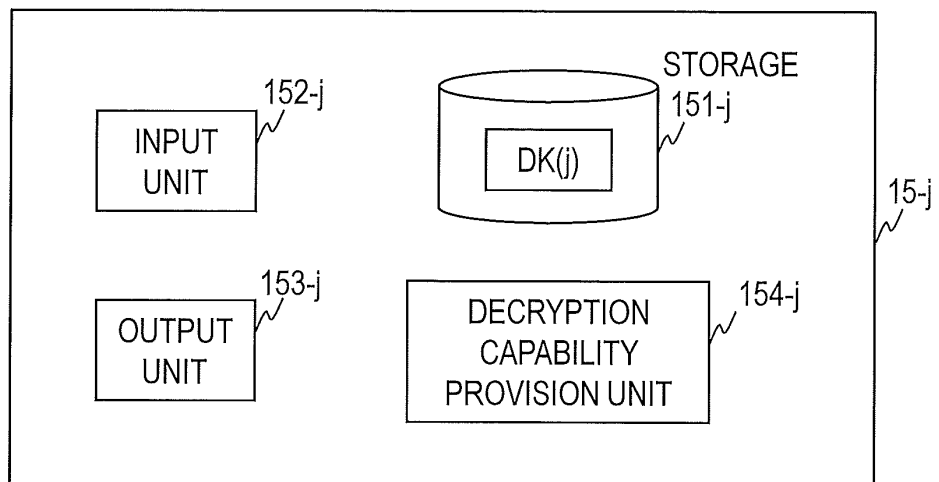 STORAGE
152-j
151-j
INPUT
UNIT
DK(j)
15-j
153-j
154-j
OUTPUT
UNIT
DECRYPTION
CAPABILITY
PROVISION UNIT